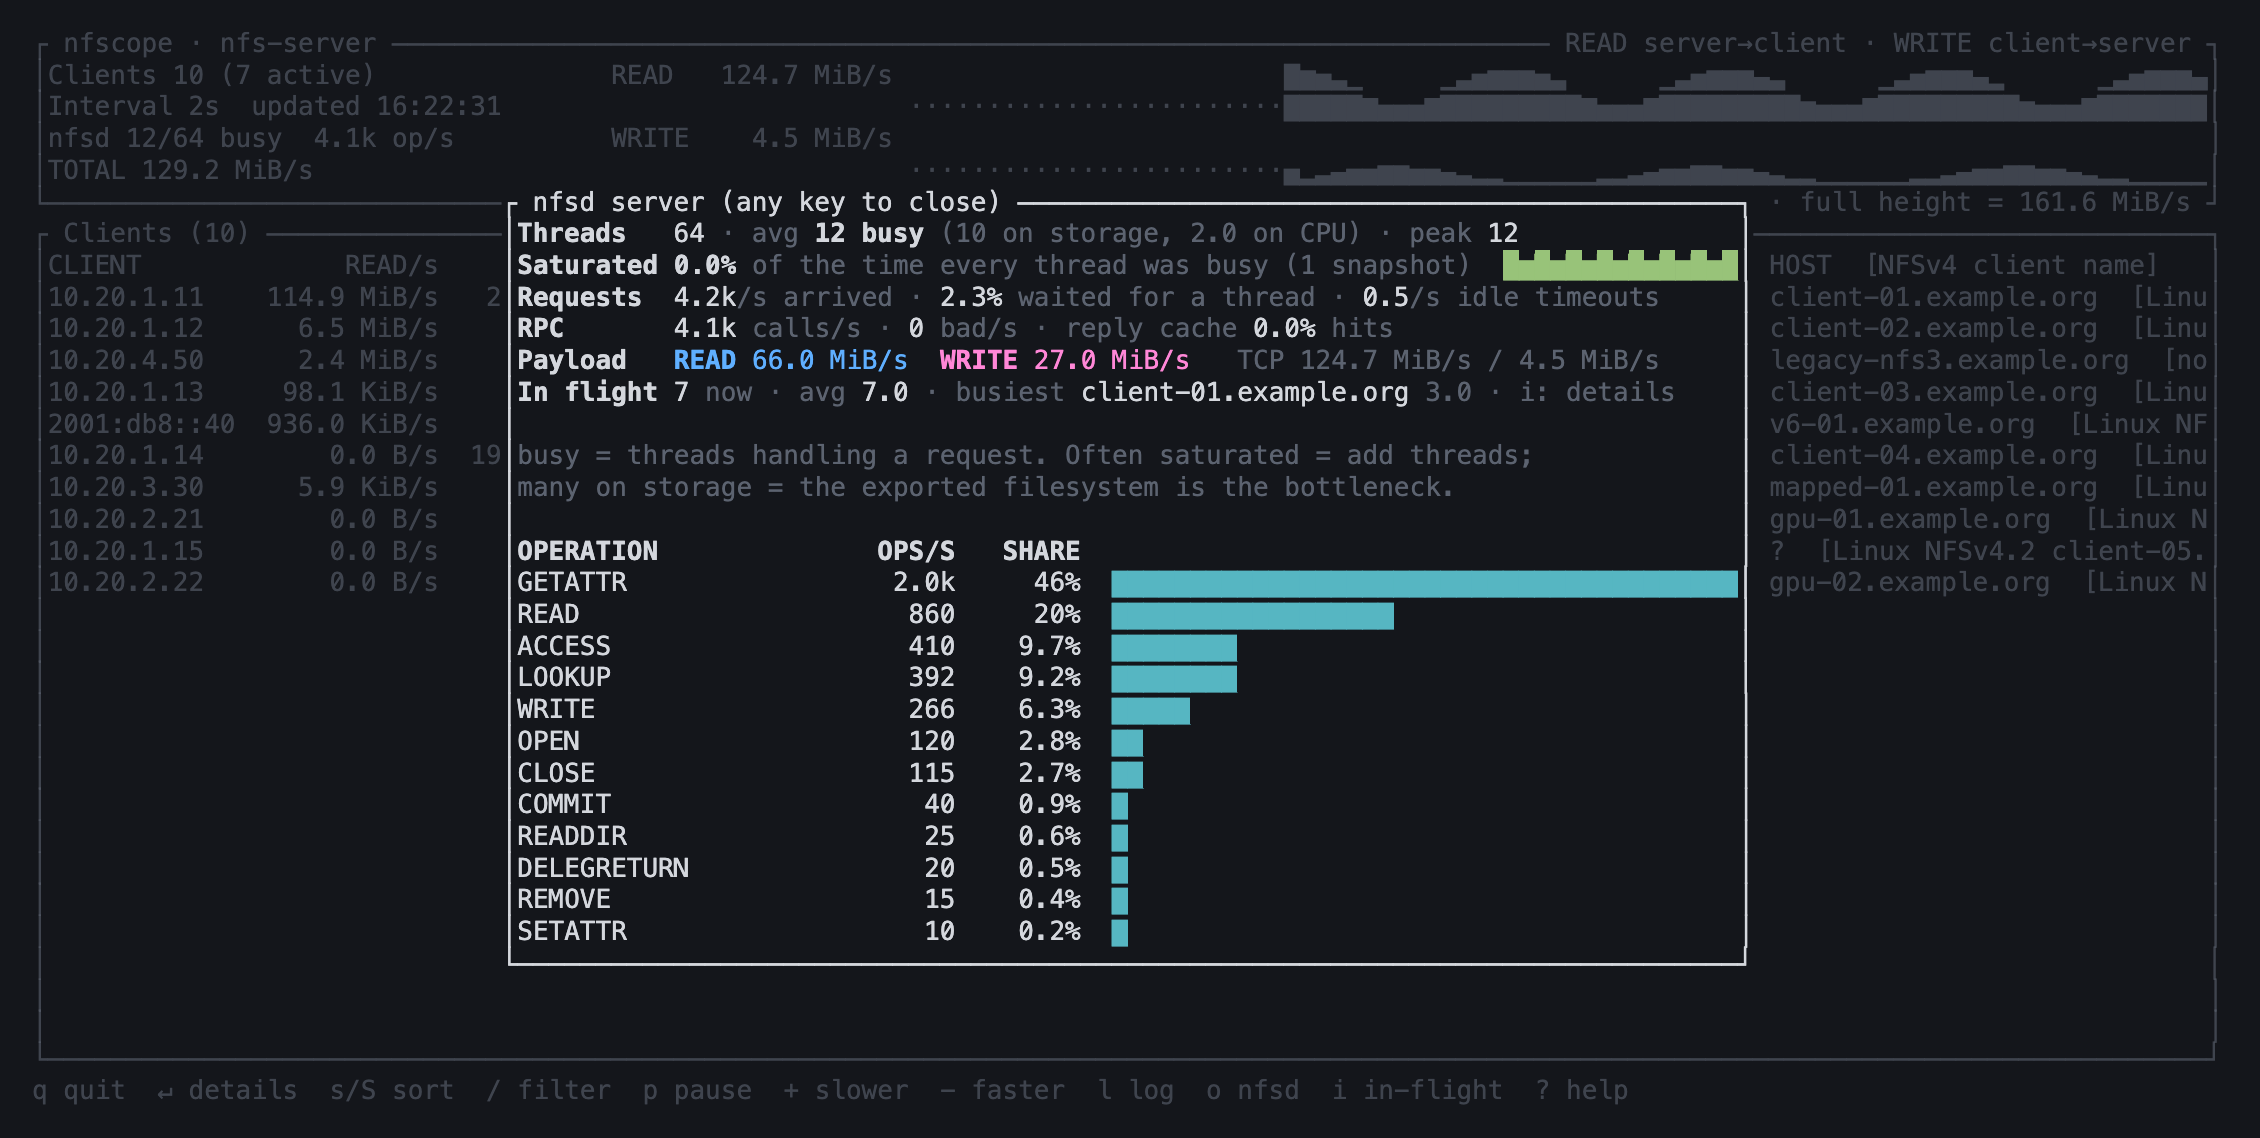 nfscope · nfs-server READ server→client · WRITE client→server
Clients 10 (7 active) READ 124.7 MiB/s
Interval 2s updated 16:22:31
nfsd 12/64 busy 4.1k op/s WRITE 4.5 MiB/s
TOTAL 129.2 MiB/s
· full height = 161.6 MiB/s
nfsd server (any key to close)
Threads 64 · avg 12 busy (10 on storage, 2.0 on CPU) · peak 12
Saturated 0.0% of the time every thread was busy (1 snapshot)
Requests 4.2k/s arrived · 2.3% waited for a thread · 0.5/s idle timeouts
RPC 4.1k calls/s · 0 bad/s · reply cache 0.0% hits
Payload READ 66.0 MiB/s WRITE 27.0 MiB/s TCP 124.7 MiB/s / 4.5 MiB/s
In flight 7 now · avg 7.0 · busiest client-01.example.org 3.0 · i: details
busy = threads handling a request. Often saturated = add threads;
many on storage = the exported filesystem is the bottleneck.
OPERATION OPS/S SHARE
GETATTR 2.0k 46%
READ 860 20%
ACCESS 410 9.7%
LOOKUP 392 9.2%
WRITE 266 6.3%
OPEN 120 2.8%
CLOSE 115 2.7%
COMMIT 40 0.9%
READDIR 25 0.6%
DELEGRETURN 20 0.5%
REMOVE 15 0.4%
SETATTR 10 0.2%
Clients (10)
CLIENT READ/s HOST [NFSv4 client name]
10.20.1.11 114.9 MiB/s 2 client-01.example.org [Linu
10.20.1.12 6.5 MiB/s client-02.example.org [Linu
10.20.4.50 2.4 MiB/s legacy-nfs3.example.org [no
10.20.1.13 98.1 KiB/s client-03.example.org [Linu
2001:db8::40 936.0 KiB/s v6-01.example.org [Linux NF
10.20.1.14 0.0 B/s 19 client-04.example.org [Linu
10.20.3.30 5.9 KiB/s mapped-01.example.org [Linu
10.20.2.21 0.0 B/s gpu-01.example.org [Linux N
10.20.1.15 0.0 B/s ? [Linux NFSv4.2 client-05.
10.20.2.22 0.0 B/s gpu-02.example.org [Linux N
q quit ↵ details s/S sort / filter p pause + slower − faster l log o nfsd i in-flight ? help